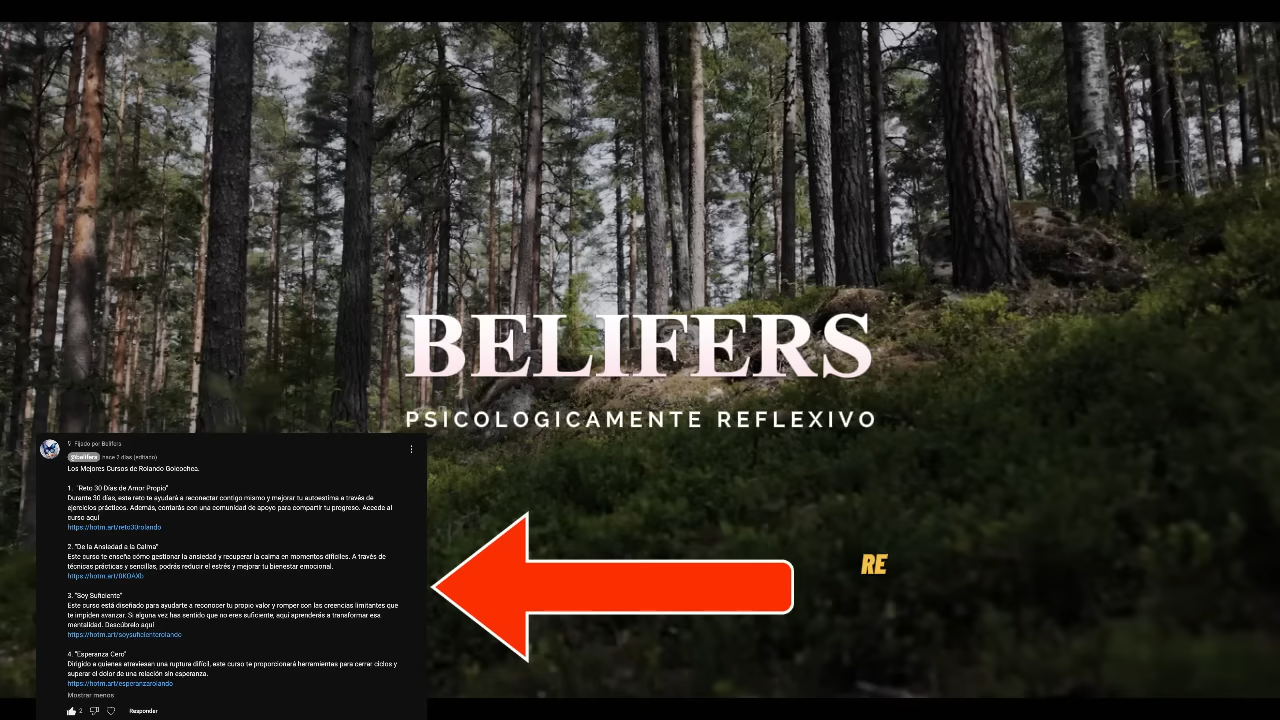 BELIFERS
PSICOLOGICAMENTE REFLEXIVO
Fijado por Belifers
@belifers hace 2 días (editado)
Los Mejores Cursos de Rolando Goicochea.
1. "Reto 30 Días de Amor Propio"
Durante 30 días, este reto te ayudará a reconectar contigo mismo y mejorar tu autoestima a través de
ejercicios prácticos. Además, contarás con una comunidad de apoyo para compartir tu progreso. Accede al
curso aquí
https://hotm.art/reto30rolando
2. "De la Ansiedad a la Calma"
Este curso te enseña cómo gestionar la ansiedad y recuperar la calma en momentos difíciles. A través de
técnicas prácticas y sencillas, podrás reducir el estrés y mejorar tu bienestar emocional.
https://hotm.art/0KOAXb
3. "Soy Suficiente"
Este curso está diseñado para ayudarte a reconocer tu propio valor y romper con las creencias limitantes que
te impiden avanzar. Si alguna vez has sentido que no eres suficiente, aquí aprenderás a transformar esa
mentalidad. Descúbrelo aquí
https://hotm.art/soysuficienterolando
4. "Esperanza Cero"
Dirigido a quienes atraviesan una ruptura difícil, este curso te proporcionará herramientas para cerrar ciclos y
superar el dolor de una relación sin esperanza.
https://hotm.art/esperanzarolando
Mostrar menos
2 Responder
RE